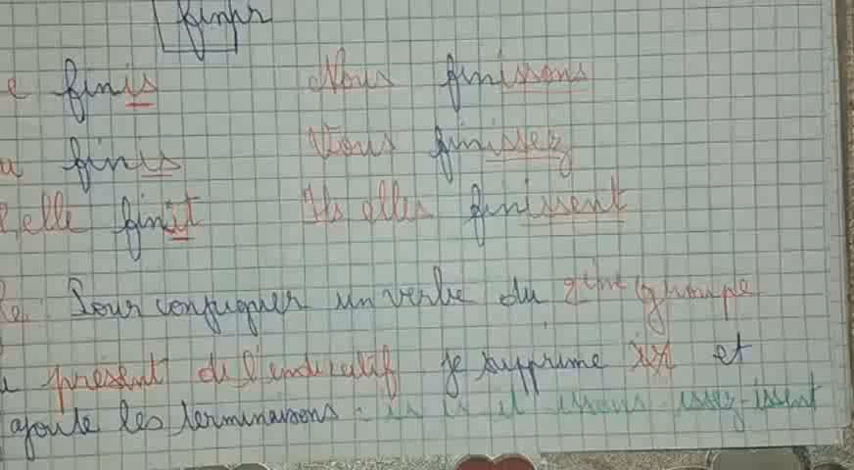 finir
e finis Nous finissons
u finis Vous finissez
l, elle finit Ils elles finissent
Re. Pour conjuguer un verbe du 2ème groupe
u présent de l'indicatif je supprime ir et
ajoute les terminaisons : is is it issons issez-issent